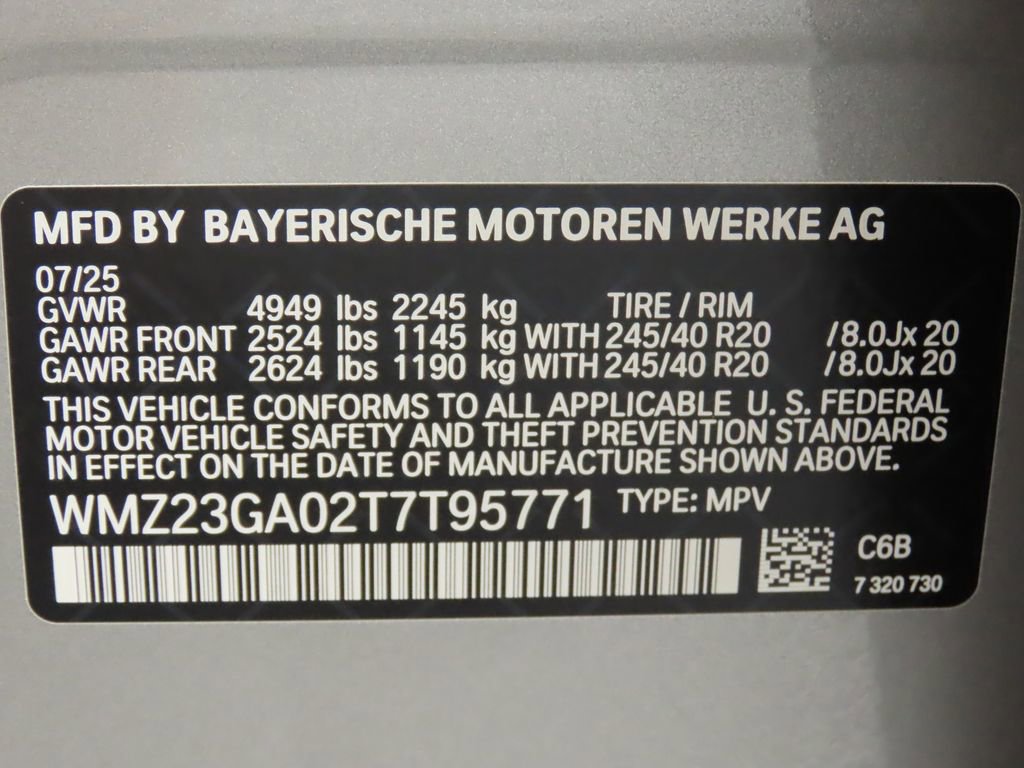 MFD BY BAYERISCHE MOTOREN WERKE AG
07/25
GVWR 4949 lbs 2245 kg TIRE / RIM
GAWR FRONT 2524 lbs 1145 kg WITH 245/40 R20 /8.0Jx 20
GAWR REAR 2624 lbs 1190 kg WITH 245/40 R20 /8.0Jx 20
THIS VEHICLE CONFORMS TO ALL APPLICABLE U. S. FEDERAL
MOTOR VEHICLE SAFETY AND THEFT PREVENTION STANDARDS
IN EFFECT ON THE DATE OF MANUFACTURE SHOWN ABOVE.
WMZ23GA02T7T95771 TYPE: MPV
C6B
7 320 730